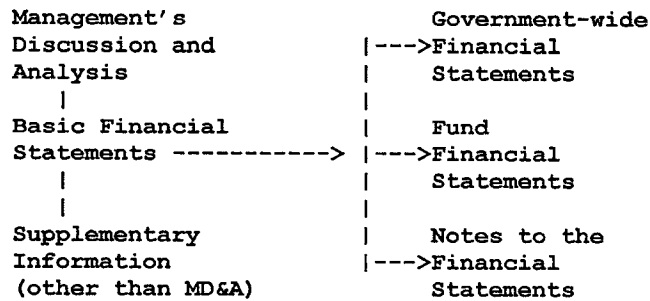 Management's                      Government-wide
Discussion and           |--->Financial
Analysis                 |    Statements
   |                     |
Basic Financial          |    Fund
Statements -----------> |--->Financial
   |                     |    Statements
   |                     |
Supplementary            |    Notes to the
Information              |--->Financial
(other than MD&A)             Statements